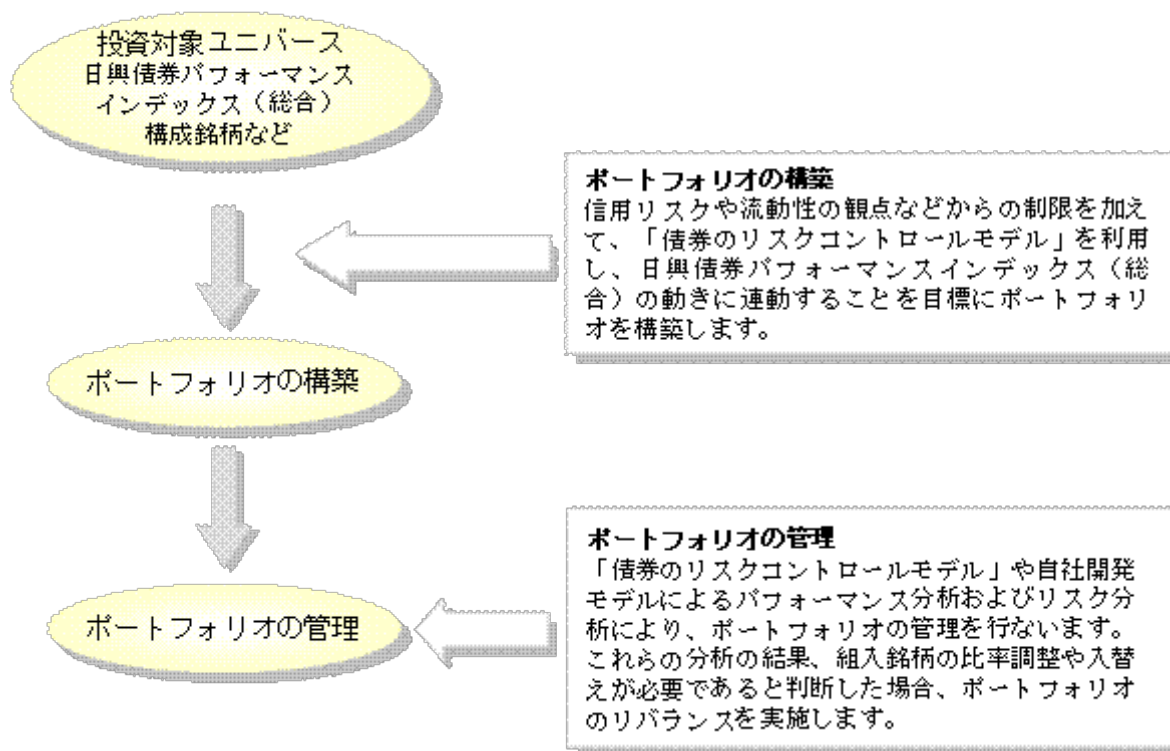 投資対象ユニバース
日興債券パフォーマンス
インデックス（総合）
構成銘柄など
ポートフォリオの構築
信用リスクや流動性の観点などからの制限を加え
て、「債券のリスクコントロールモデル」を利用
し、日興債券パフォーマンスインデックス（総
合）の動きに連動することを目標にポートフォリ
オを構築します。
ポートフォリオの構築
ポートフォリオの管理
「債券のリスクコントロールモデル」や自社開発
モデルによるパフォーマンス分析およびリスク分
析により、ポートフォリオの管理を行ないます。
これらの分析の結果、組入銘柄の比率調整や入替
えが必要であると判断した場合、ポートフォリオ
のリバランスを実施します。
ポートフォリオの管理